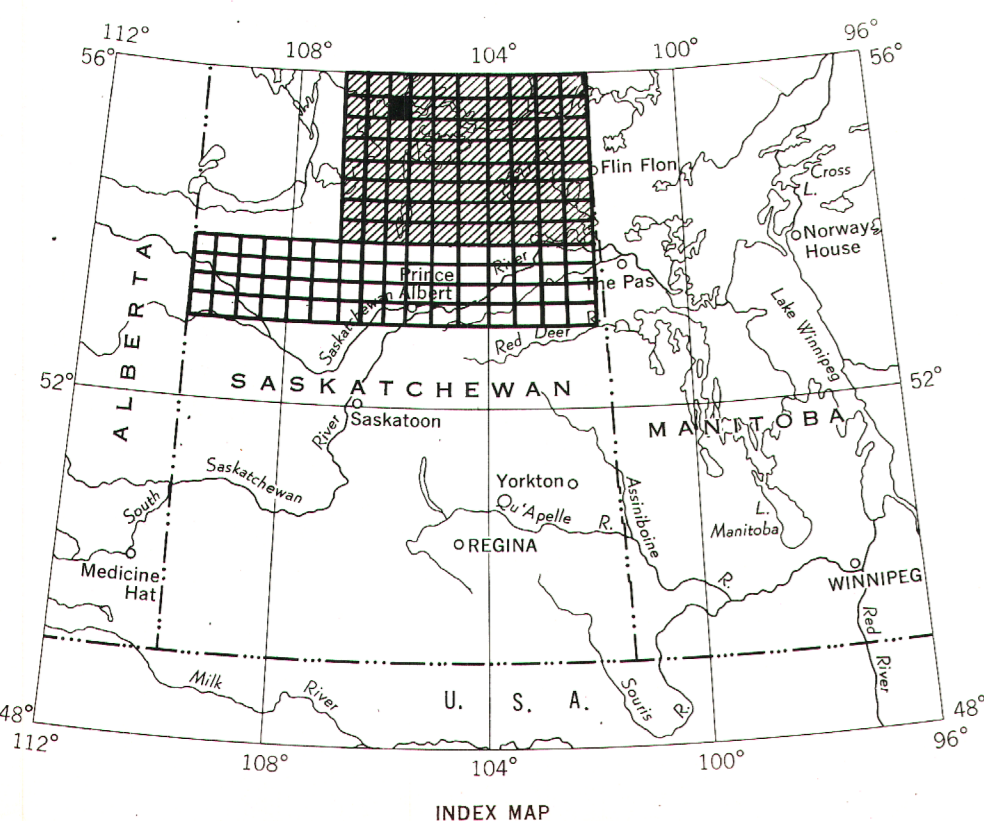 112°
108°
104°
100°
96°
56°
56°
Flin Flon
Cross
L.
Norway
House
The Pas
River
Prince
Albert
Saskatchewan
Red Deer R.
Lake Winnipeg
ALBERTA
52°
SASKATCHEWAN
52°
MANITOBA
Saskatoon
River
Saskatchewan
South
Yorkton
Qu'Apelle R.
Assiniboine
R.
L.
Manitoba
REGINA
Medicine
Hat
WINNIPEG
Red
River
Milk River
U. S. A.
Souris
R.
48°
48°
112°
108°
104°
100°
96°
INDEX MAP